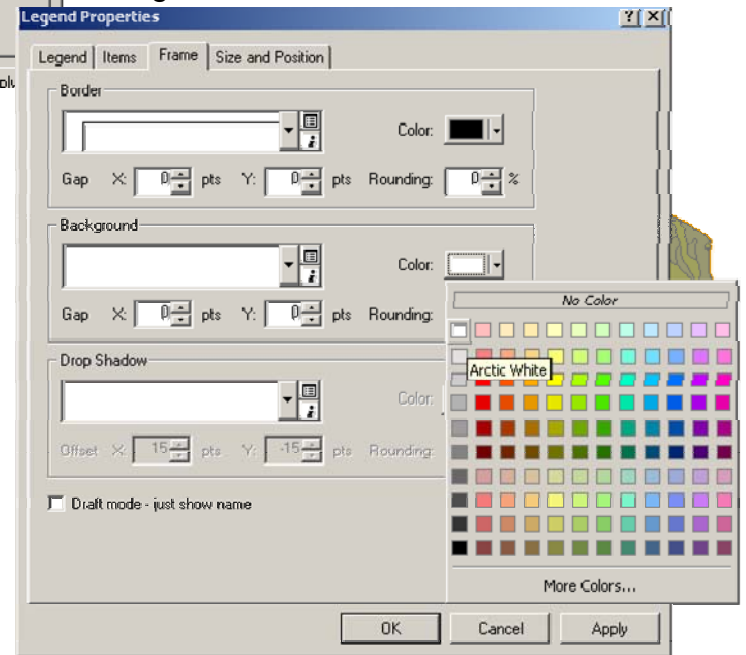 Legend Properties
Legend Items Frame Size and Position
Border
Color:
Gap X: 0 pts Y: 0 pts Rounding: 0 %
Background
Color:
Gap X: 0 pts Y: 0 pts Rounding:
No Color
Arctic White
Drop Shadow
Color:
Offset X: 15 pts Y: -15 pts Rounding:
Draft mode - just show name
More Colors...
OK Cancel Apply